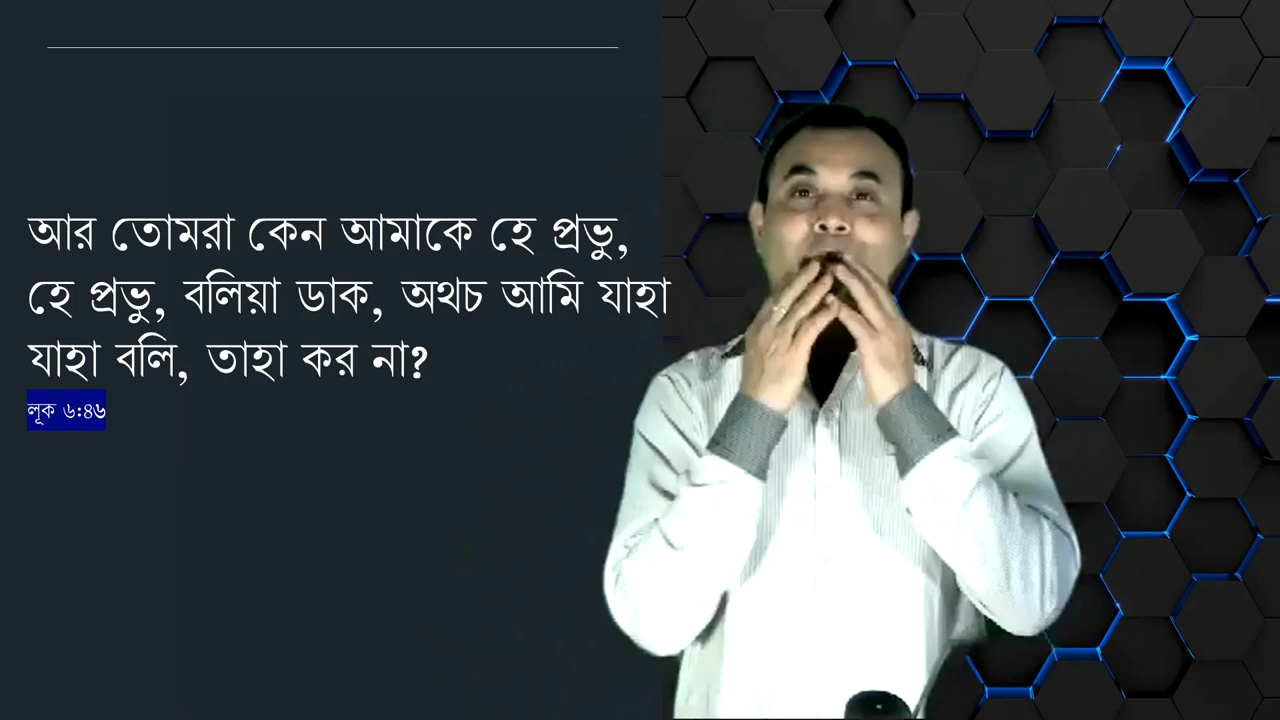 আর তোমরা কেন আমাকে হে প্রভু,
হে প্রভু, বলিয়া ডাক, অথচ আমি যাহা
যাহা বলি, তাহা কর না?
লূক ৬:৪৬